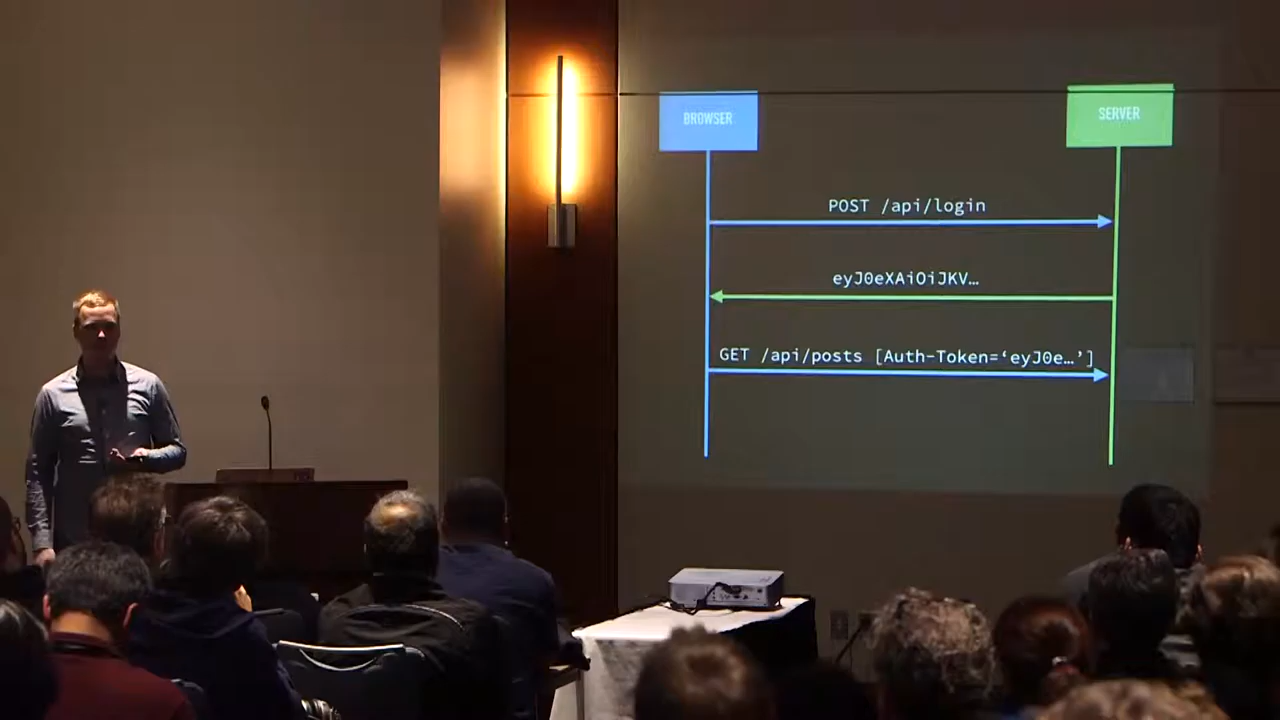 BROWSER
SERVER
POST /api/login
eyJ0eXAiOiJKV…
GET /api/posts [Auth-Token=‘eyJ0e…’]